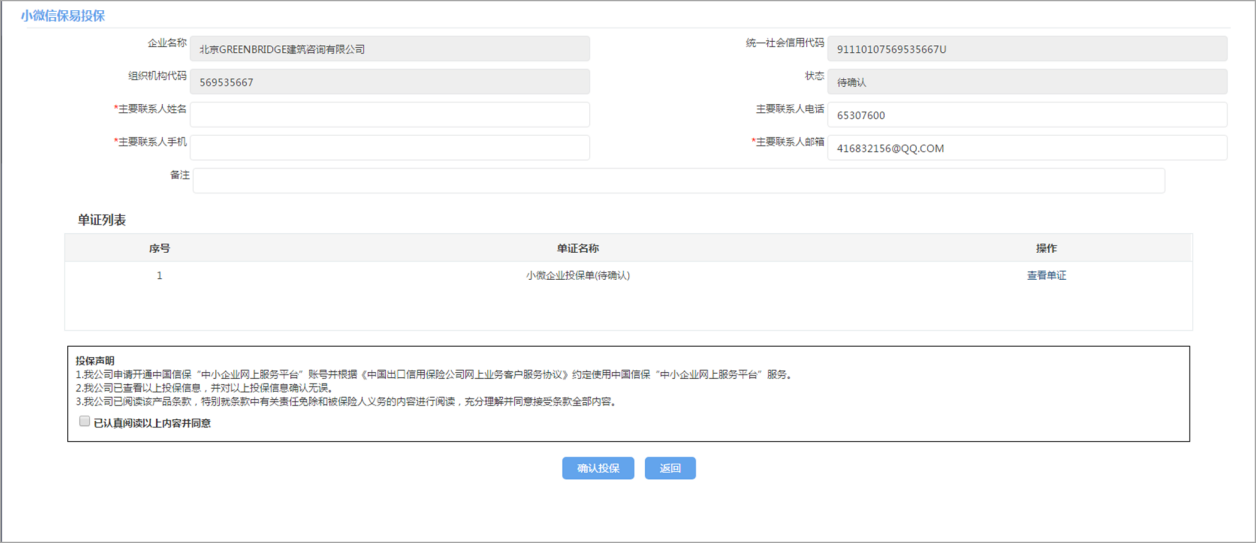 小微信保易投保
企业名称 北京GREENBRIDGE建筑咨询有限公司 统一社会信用代码 91110107569535667U
组织机构代码 569535667 状态 待确认
*主要联系人姓名 主要联系人电话 65307600
*主要联系人手机 *主要联系人邮箱 416832156@QQ.COM
备注
单证列表
序号 单证名称 操作
1 小微企业投保单(待确认) 查看单证
投保声明
1.我公司申请开通中国信保“中小企业网上服务平台”账号并根据《中国出口信用保险公司网上业务客户服务协议》约定使用中国信保“中小企业网上服务平台”服务。
2.我公司已查看以上投保信息，并对以上投保信息确认无误。
3.我公司已阅读该产品条款，特别就条款中有关责任免除和被保险人义务的内容进行阅读，充分理解并同意接受条款全部内容。
已认真阅读以上内容并同意
确认投保 返回